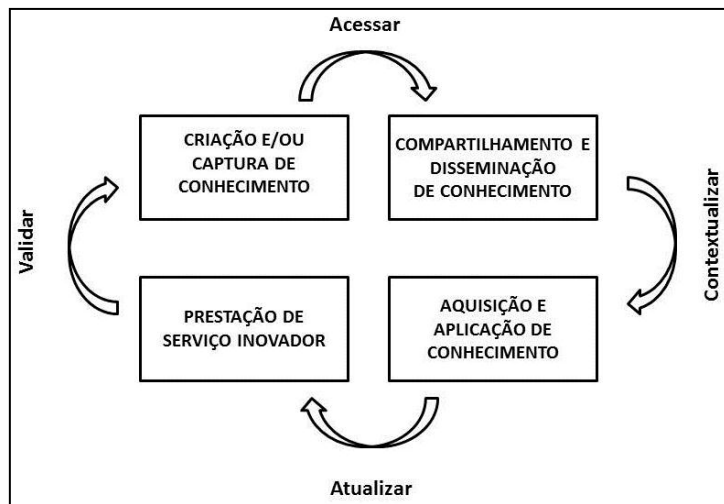 Acessar
CRIAÇÃO E/OU
CAPTURA DE
CONHECIMENTO
COMPARTILHAMENTO E
DISSEMINAÇÃO
DE CONHECIMENTO
Validar
Contextualizar
PRESTAÇÃO DE
SERVIÇO INOVADOR
AQUISIÇÃO E
APLICAÇÃO DE
CONHECIMENTO
Atualizar